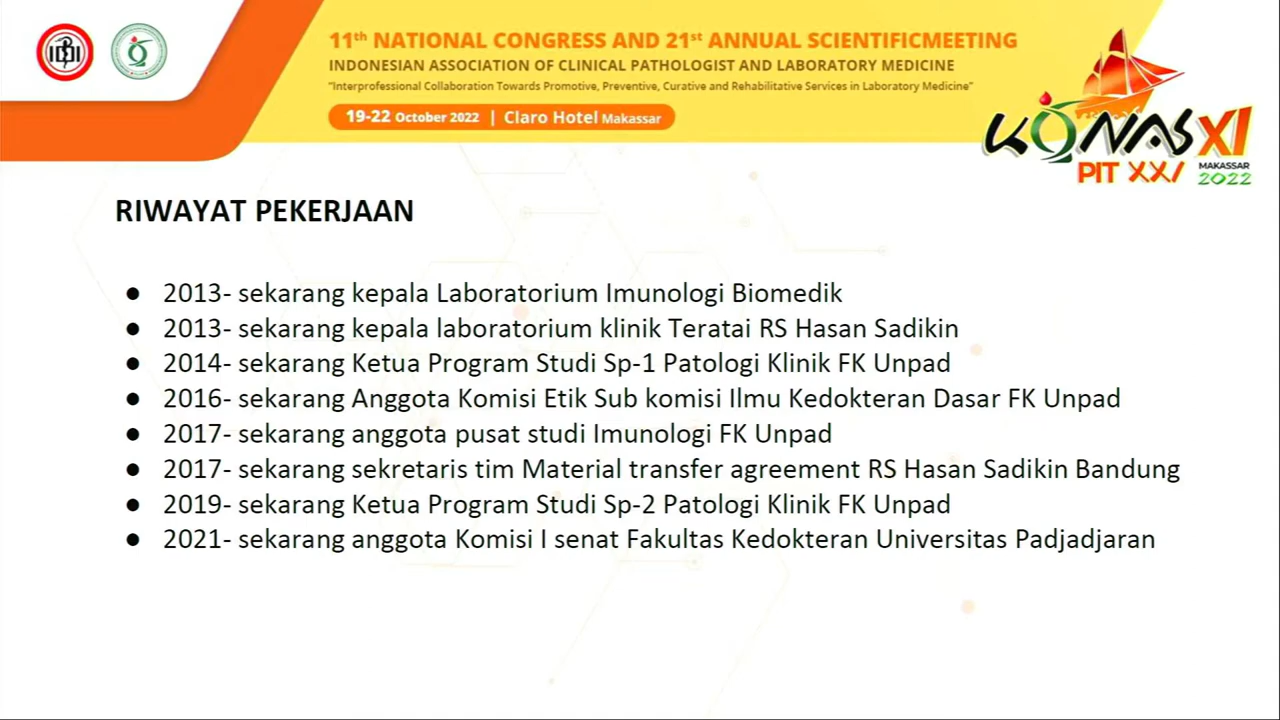 11th NATIONAL CONGRESS AND 21st ANNUAL SCIENTIFICMEETING
INDONESIAN ASSOCIATION OF CLINICAL PATHOLOGIST AND LABORATORY MEDICINE
"Interprofessional Collaboration Towards Promotive, Preventive, Curative and Rehabilitative Services in Laboratory Medicine"
19-22 October 2022 | Claro Hotel Makassar
KONAS XI
PIT XXI MAKASSAR 2022
RIWAYAT PEKERJAAN
● 2013- sekarang kepala Laboratorium Imunologi Biomedik
● 2013- sekarang kepala laboratorium klinik Teratai RS Hasan Sadikin
● 2014- sekarang Ketua Program Studi Sp-1 Patologi Klinik FK Unpad
● 2016- sekarang Anggota Komisi Etik Sub komisi Ilmu Kedokteran Dasar FK Unpad
● 2017- sekarang anggota pusat studi Imunologi FK Unpad
● 2017- sekarang sekretaris tim Material transfer agreement RS Hasan Sadikin Bandung
● 2019- sekarang Ketua Program Studi Sp-2 Patologi Klinik FK Unpad
● 2021- sekarang anggota Komisi I senat Fakultas Kedokteran Universitas Padjadjaran